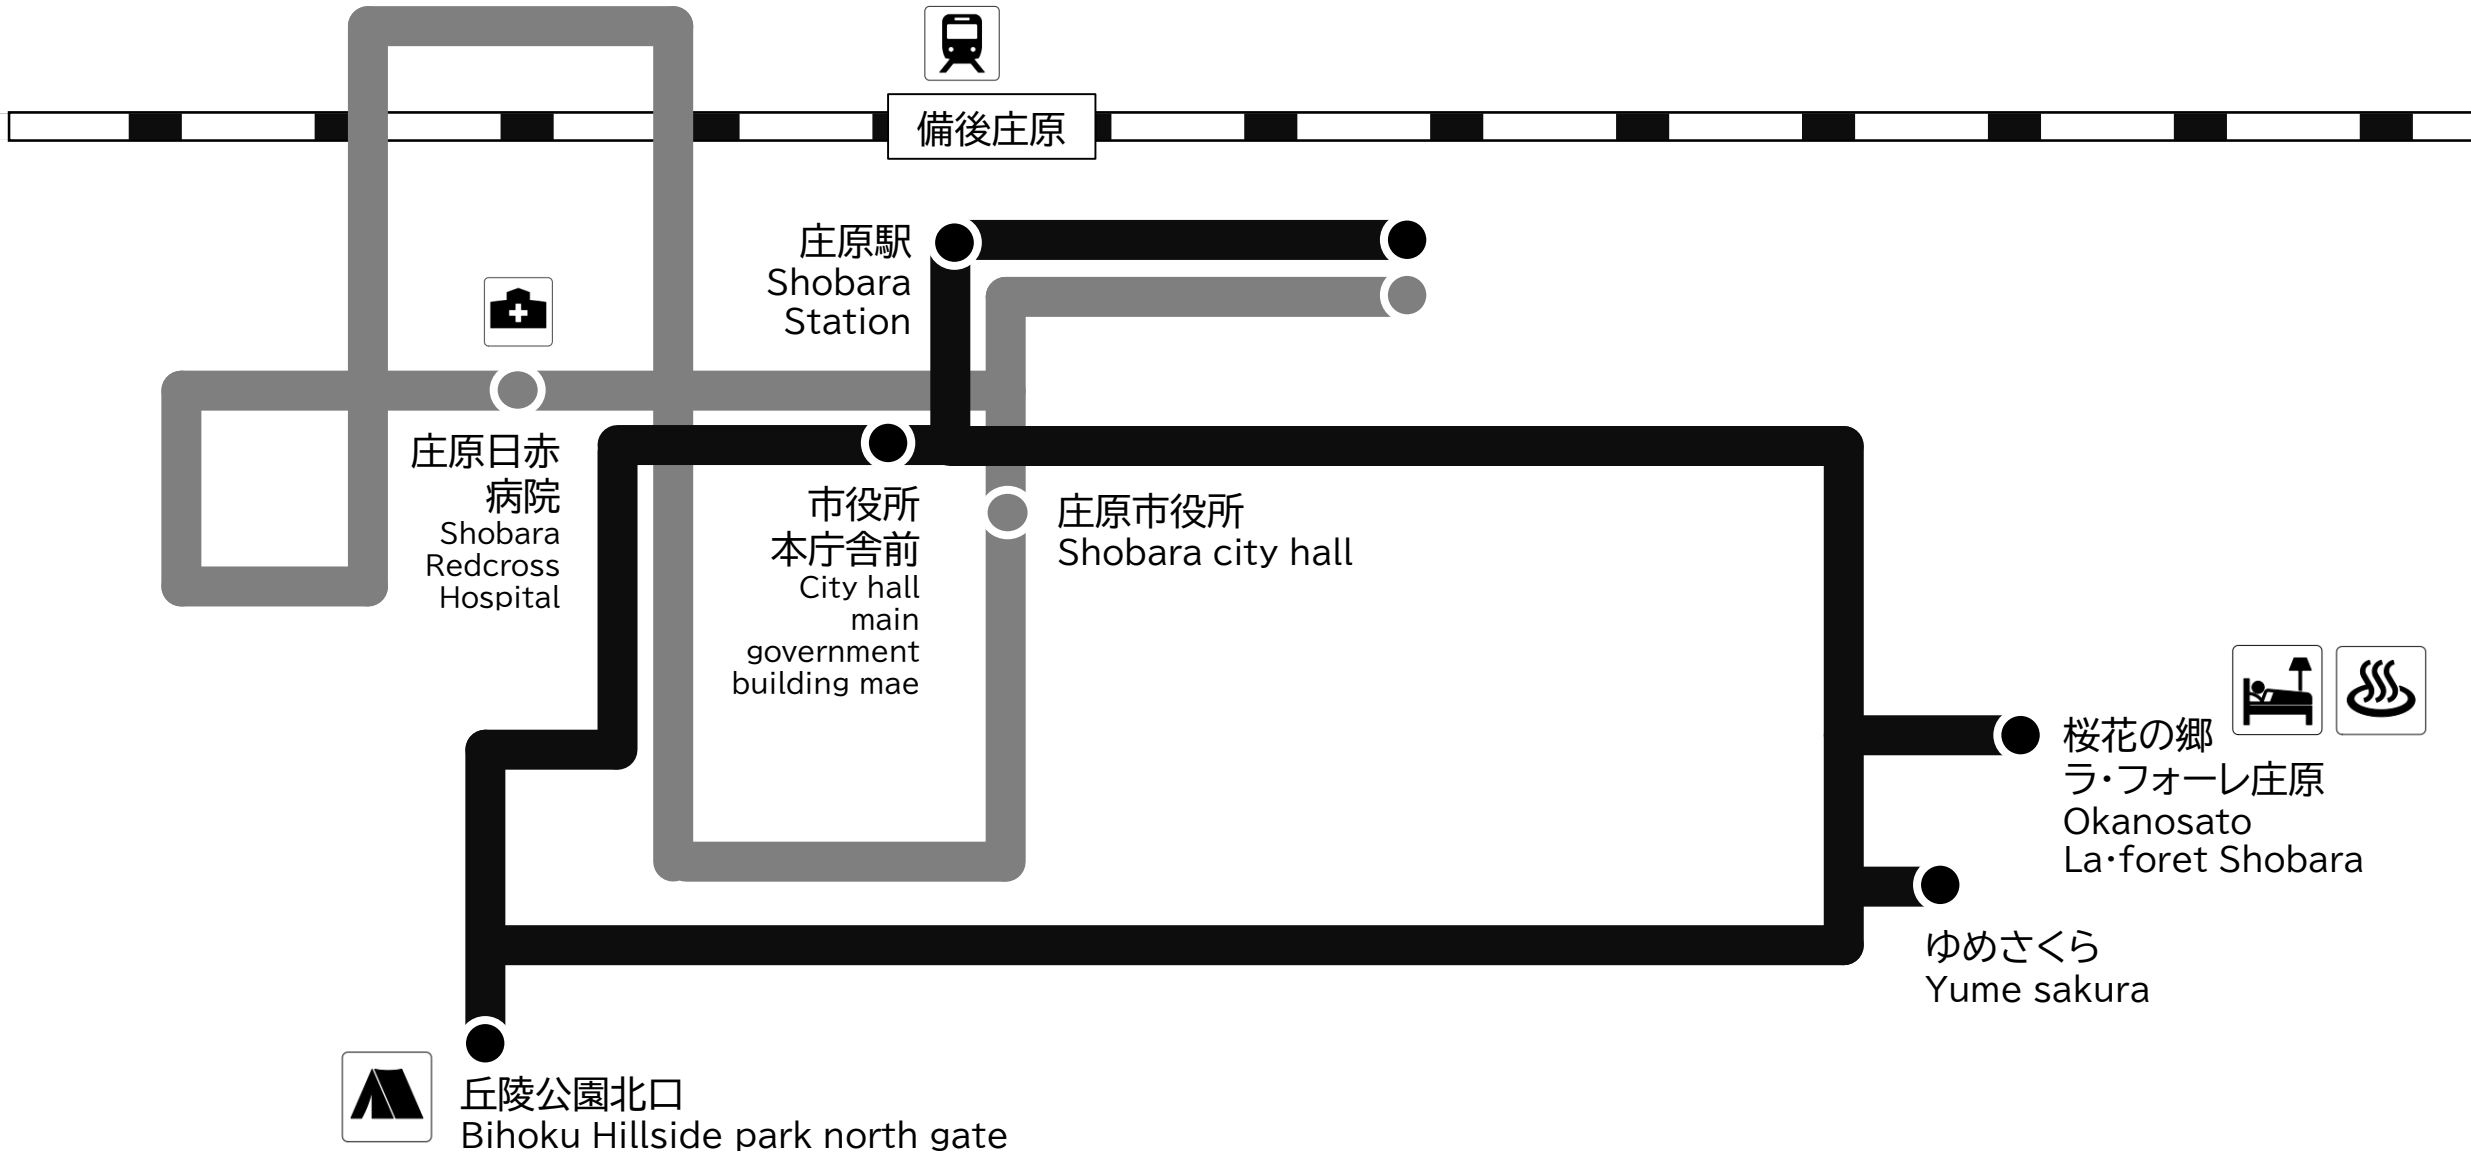 備後庄原
庄原駅
Shobara
Station
庄原日赤
病院
Shobara
Redcross
Hospital
市役所
本庁舎前
City hall
main
government
building mae
庄原市役所
Shobara city hall
桜花の郷
ラ・フォーレ庄原
Okanosato
La・foret Shobara
ゆめさくら
Yume sakura
丘陵公園北口
Bihoku Hillside park north gate